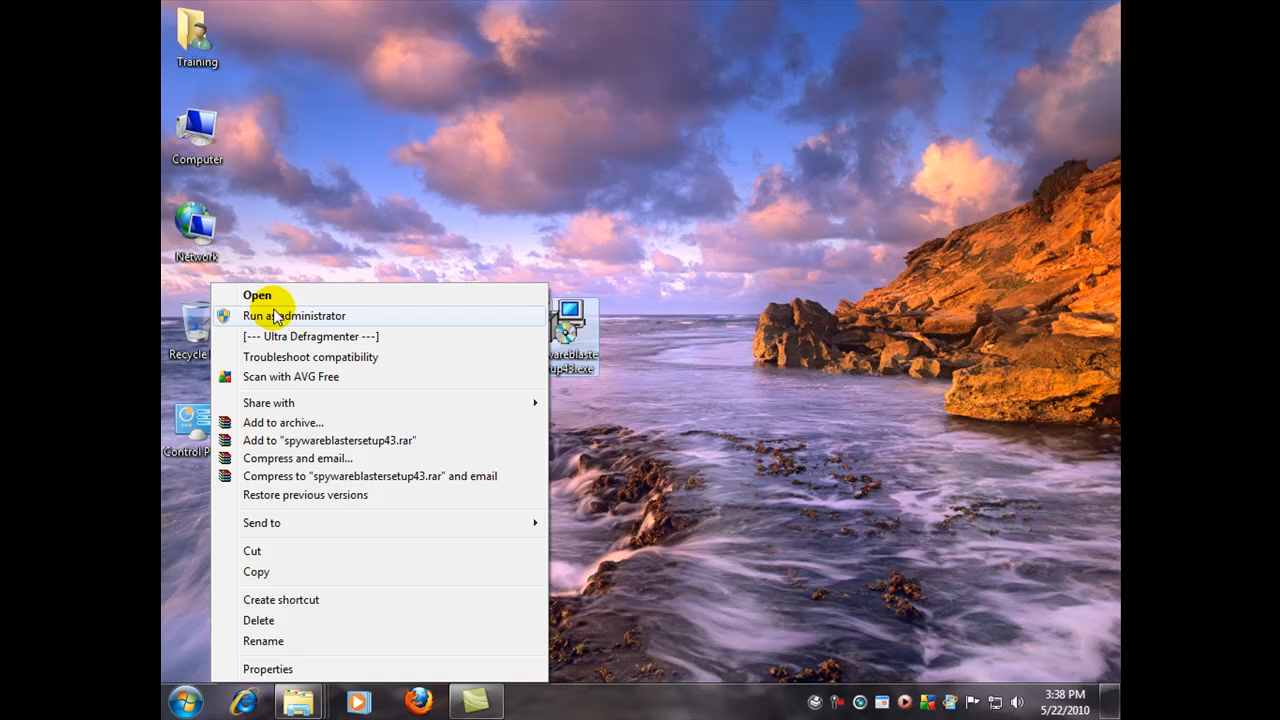 Training
Computer
Network
Recycle
Control P
Open
Run as administrator
[--- Ultra Defragmenter ---]
Troubleshoot compatibility
Scan with AVG Free
Share with
Add to archive...
Add to "spywareblastersetup43.rar"
Compress and email...
Compress to "spywareblastersetup43.rar" and email
Restore previous versions
Send to
Cut
Copy
Create shortcut
Delete
Rename
Properties
wareblaste
up43.exe
3:38 PM
5/22/2010